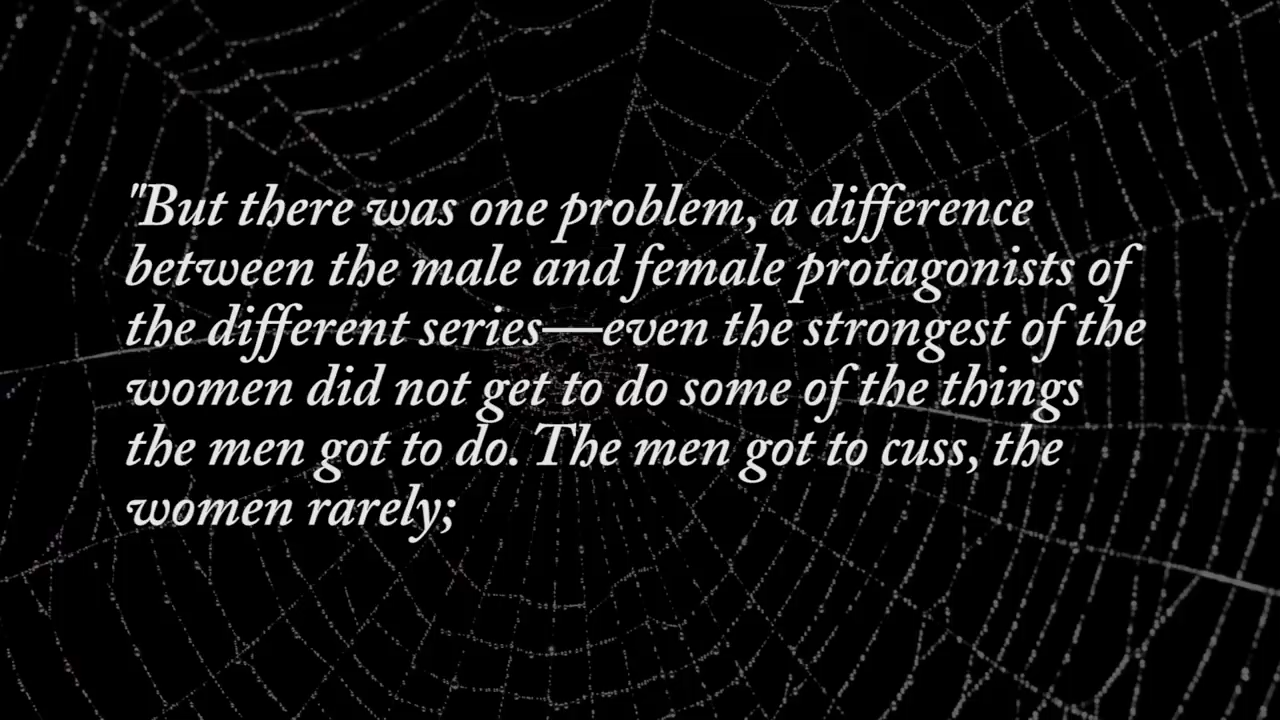 "But there was one problem, a difference
between the male and female protagonists of
the different series—even the strongest of the
women did not get to do some of the things
the men got to do. The men got to cuss, the
women rarely;